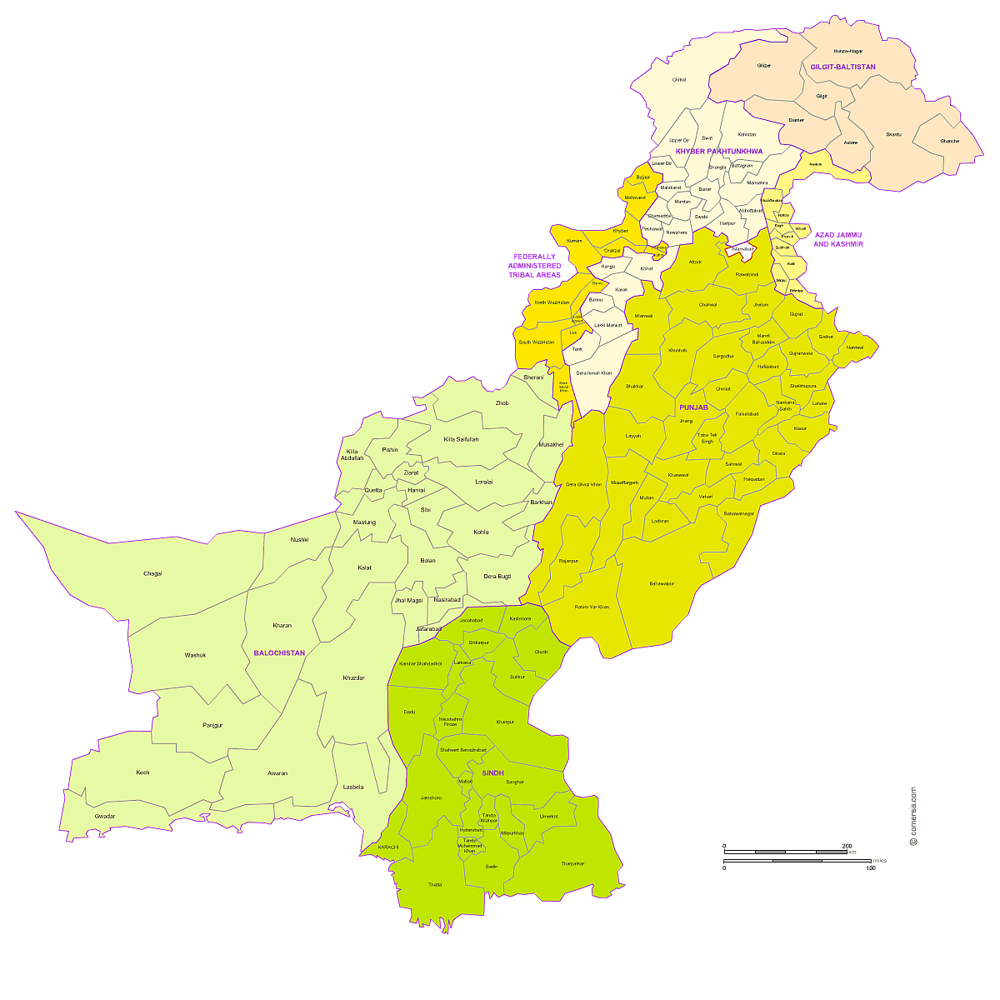 Hunza-Nagar
Ghizer
GILGIT-BALTISTAN
Chitral
Gilgit
Diamer
Kohistan
Swat
Skardu
Upper Dir
Astore
Ghanche
KHYBER PAKHTUNKHWA
Lower Dir
Shangla
Battagram
Bajaur
Mansehra
Malakand
Buner
Mohmand
Mardan
Abbottabad
Charsadda
Swabi
Haripur
Peshawar
Nowshera
Khyber
Kurram
Orakzai
Islamabad
AZAD JAMMU
AND KASHMIR
FEDERALLY
ADMINISTERED
TRIBAL AREAS
Attock
Hangu
Kohat
Rawalpindi
Karak
North Waziristan
Bannu
Chakwal
Jhelum
Mianwali
Gujrat
Lakki Marwat
South Waziristan
Tank
Tank
Khushab
Sargodha
Mandi
Bahauddin
Sialkot
Narowal
Gujranwala
Hafizabad
Dera Ismail Khan
Sherani
Bhakkar
Chiniot
Sheikhupura
Dera
Ismail
Khan
Zhob
PUNJAB
Nankana
Sahib
Lahore
Faisalabad
Jhang
Kasur
Layyah
Toba Tek
Singh
Killa Saifullah
Musakhel
Pishin
Killa
Abdullah
Okara
Sahiwal
Ziarat
Khanewal
Pakpattan
Loralai
Dera Ghazi Khan
Muzaffargarh
Quetta
Harnai
Multan
Vehari
Barkhan
Sibi
Bahawalnagar
Mastung
Lodhran
Kohlu
Nushki
Bolan
Rajanpur
Kalat
Chagai
Dera Bugti
Bahawalpur
Jhal Magsi
Nasirabad
Rahim Yar Khan
Kharan
Jafarabad
Jacobabad
Kashmore
Shikarpur
BALOCHISTAN
Washuk
Ghotki
Kambar Shahdadkot
Larkana
Khuzdar
Sukkur
Dadu
Naushahro
Firoze
Khairpur
Panjgur
Shaheed Benazirabad
Kech
Awaran
SINDH
Matiari
Sanghar
Lasbela
Jamshoro
Gwadar
Tando
Allahyar
Umerkot
Hyderabad
Mirpurkhas
KARACHI
Tando
Muhammad
Khan
Badin
Tharparkar
Thatta
© comersis.com
0
200
km
miles
0
150